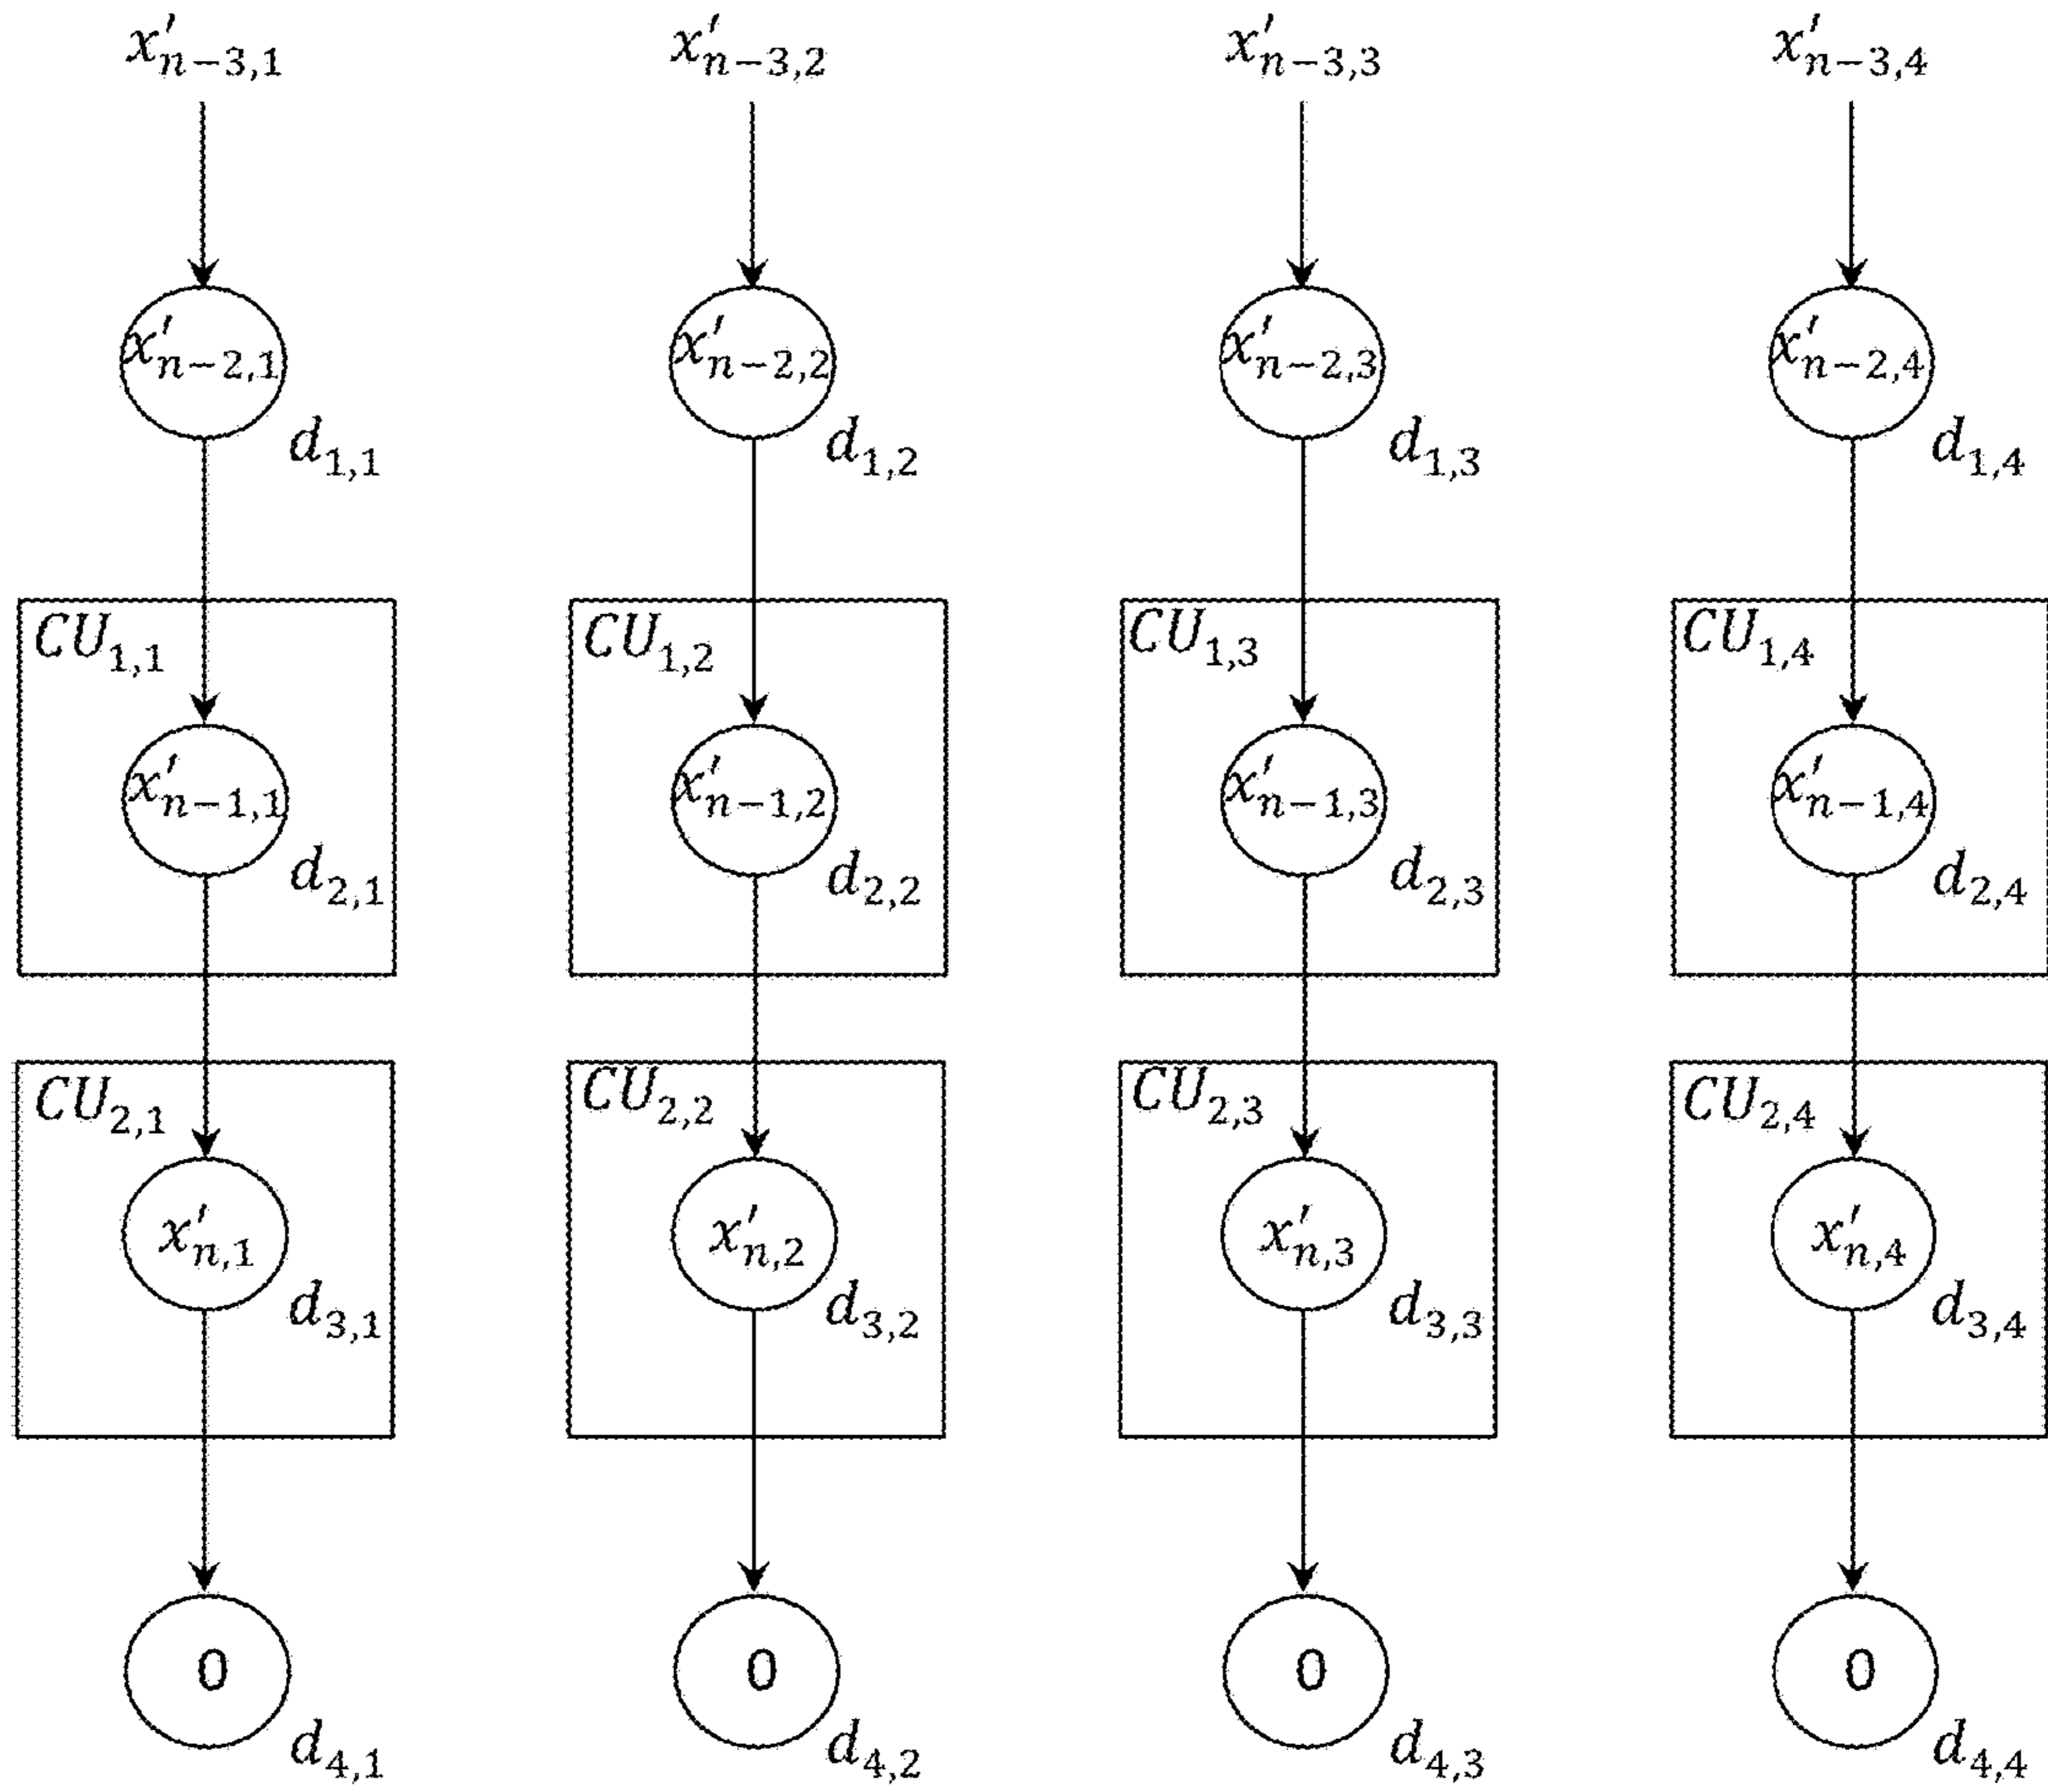 x′n−3,1 x′n−3,2 x′n−3,3 x′n−3,4
x′n−2,1 x′n−2,2 x′n−2,3 x′n−2,4
d1,1 d1,2 d1,3 d1,4
CU1,1 CU1,2 CU1,3 CU1,4
x′n−1,1 x′n−1,2 x′n−1,3 x′n−1,4
d2,1 d2,2 d2,3 d2,4
CU2,1 CU2,2 CU2,3 CU2,4
x′n,1 x′n,2 x′n,3 x′n,4
d3,1 d3,2 d3,3 d3,4
0 0 0 0
d4,1 d4,2 d4,3 d4,4